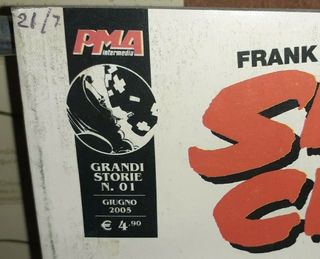 21/7
PMA
intermedia
FRANK
GRANDI
STORIE
N. 01
GIUGNO
2005
€ 4,90